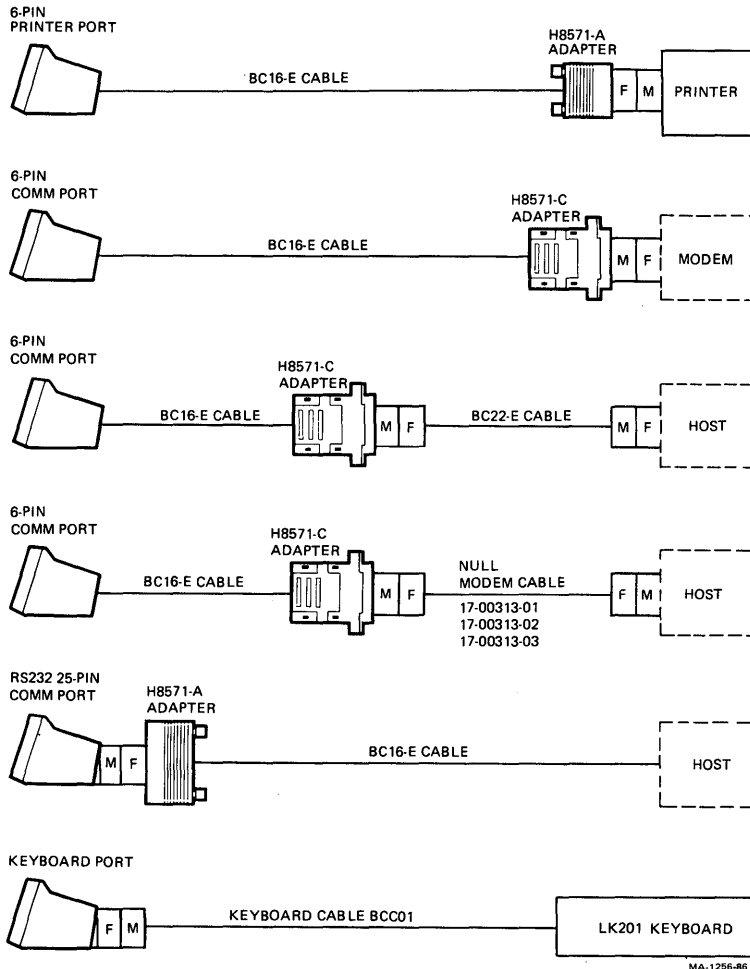 6-PIN
PRINTER PORT
H8571-A
ADAPTER
BC16-E CABLE
F M
PRINTER
6-PIN
COMM PORT
H8571-C
ADAPTER
BC16-E CABLE
M F
MODEM
6-PIN
COMM PORT
H8571-C
ADAPTER
BC16-E CABLE
M F
BC22-E CABLE
M F
HOST
6-PIN
COMM PORT
H8571-C
ADAPTER
BC16-E CABLE
M F
NULL
MODEM CABLE
17-00313-01
17-00313-02
17-00313-03
F M
HOST
RS232 25-PIN
COMM PORT
H8571-A
ADAPTER
M F
BC16-E CABLE
HOST
KEYBOARD PORT
F M
KEYBOARD CABLE BCC01
LK201 KEYBOARD
MA-1256-86